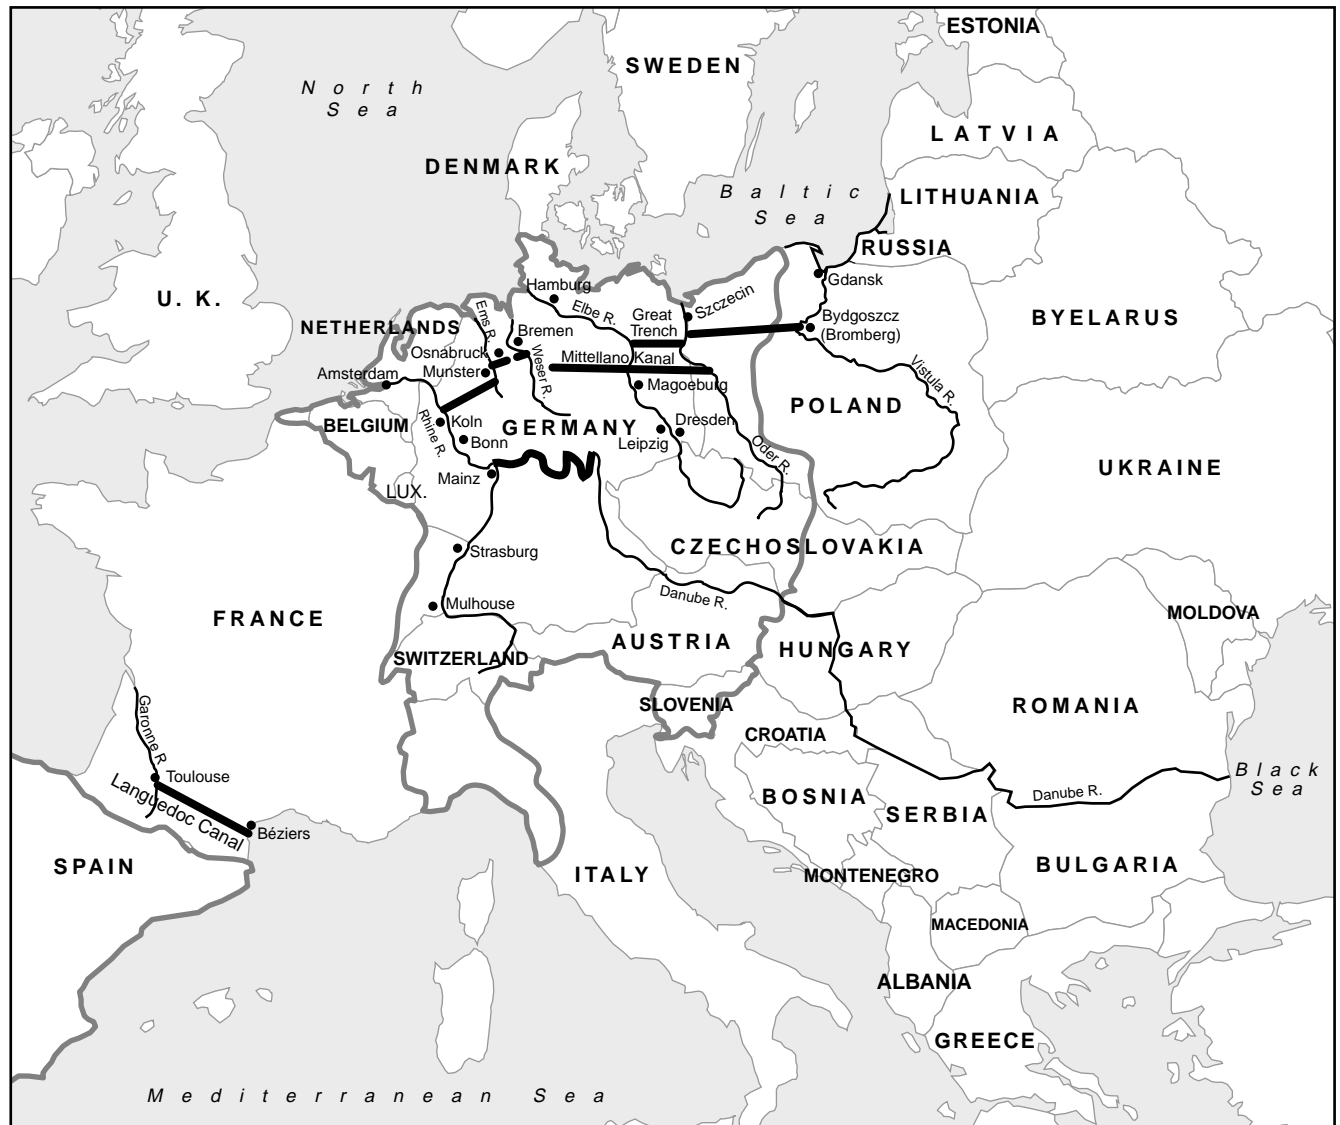 ESTONIA
SWEDEN
North
Sea
LATVIA
DENMARK
Baltic
Sea
LITHUANIA
RUSSIA
Gdansk
U. K.
Hamburg
Elbe R.
Great
Trench
Szczecin
Bydgoszcz
(Bromberg)
BYELARUS
NETHERLANDS
Ems R.
Bremen
Osnabruck
Munster
Weser R.
Mittellano Kanal
Amsterdam
Magoeburg
Vistula R.
POLAND
BELGIUM
Rhine R.
Koln
Bonn
GERMANY
Dresden
Leipzig
Oder R.
Mainz
LUX.
UKRAINE
Strasburg
CZECHOSLOVAKIA
Mulhouse
Danube R.
FRANCE
MOLDOVA
AUSTRIA
HUNGARY
SWITZERLAND
SLOVENIA
ROMANIA
Garonne R
CROATIA
Toulouse
Languedoc Canal
Béziers
BOSNIA
SERBIA
Danube R.
Black
Sea
SPAIN
ITALY
MONTENEGRO
BULGARIA
MACEDONIA
ALBANIA
GREECE
Mediterranean Sea